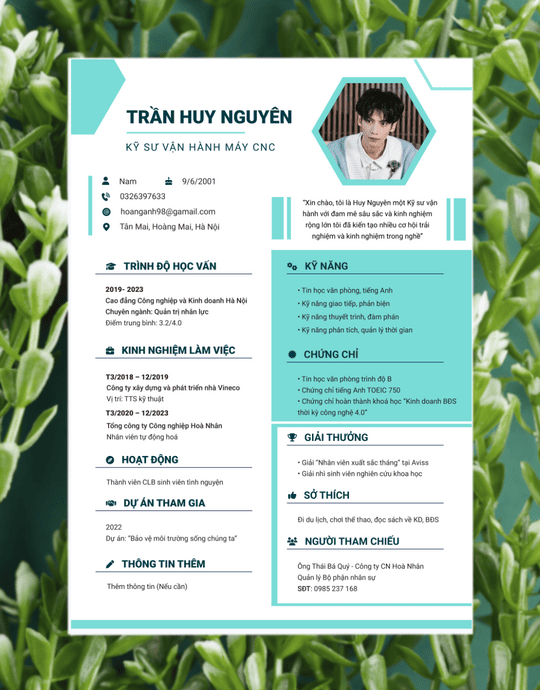 TRẦN HUY NGUYÊN
KỸ SƯ VẬN HÀNH MÁY CNC
Nam 9/6/2001
0326397633
hoanganh98@gamail.com
Tân Mai, Hoàng Mai, Hà Nội
"Xin chào, tôi là Huy Nguyên một Kỹ sư vận
hành với đam mê sâu sắc và kinh nghiệm
rộng lớn tôi đã kiến tạo nhiều cơ hội trải
nghiệm và kinh nghiệm trong nghề"
TRÌNH ĐỘ HỌC VẤN
2019- 2023
Cao đẳng Công nghiệp và Kinh doanh Hà Nội
Chuyên ngành: Quản trị nhân lực
Điểm trung bình: 3.2/4.0
KINH NGHIỆM LÀM VIỆC
T3/2018 – 12/2019
Công ty xây dựng và phát triển nhà Vineco
Vị trí: TTS kỹ thuật
T3/2020 – 12/2023
Tổng công ty Công nghiệp Hoà Nhân
Nhân viên tự động hoá
HOẠT ĐỘNG
Thành viên CLB sinh viên tình nguyện
DỰ ÁN THAM GIA
2022
Dự án: "Bảo vệ môi trường sống chúng ta"
THÔNG TIN THÊM
Thêm thông tin (Nếu cần)
KỸ NĂNG
• Tin học văn phòng, tiếng Anh
• Kỹ năng giao tiếp, phản biện
• Kỹ năng thuyết trình, đàm phán
• Kỹ năng phân tích, quản lý thời gian
CHỨNG CHỈ
• Tin học văn phòng trình độ B
• Chứng chỉ tiếng Anh TOEIC 750
• Chứng chỉ hoàn thành khoá học "Kinh doanh BĐS
thời kỳ công nghệ 4.0"
GIẢI THƯỞNG
• Giải "Nhân viên xuất sắc tháng" tại Aviss
• Giải nhì sinh viên nghiên cứu khoa học
SỞ THÍCH
Đi du lịch, chơi thể thao, đọc sách về KD, BĐS
NGƯỜI THAM CHIẾU
Ông Thái Bá Quý - Công ty CN Hoà Nhân
Quản lý Bộ phận nhân sự
SĐT: 0985 237 168